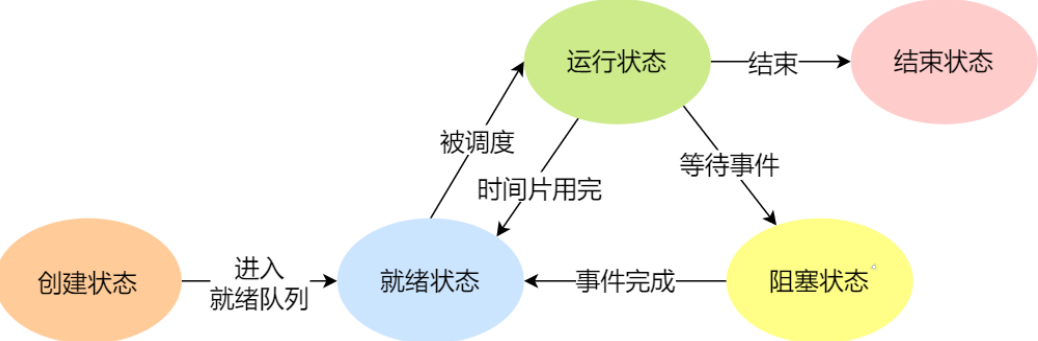 运行状态
结束
结束状态
被调度
等待事件
时间片用完
创建状态
进入
就绪队列
就绪状态
事件完成
阻塞状态